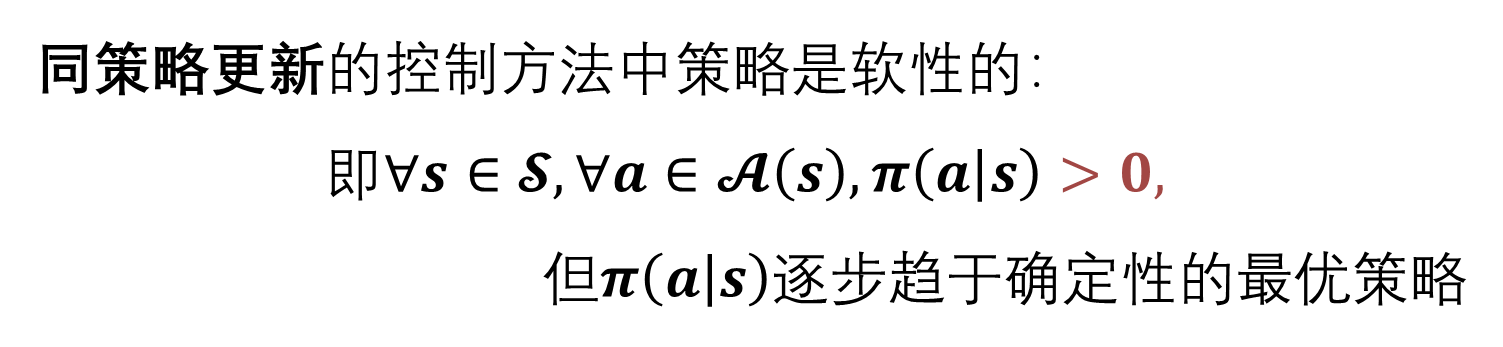 同策略更新的控制方法中策略是软性的：
即∀𝒔 ∈ 𝓢, ∀𝒂 ∈ 𝓐(𝒔), 𝝅(𝒂|𝒔) > 𝟎,
但𝝅(𝒂|𝒔)逐步趋于确定性的最优策略